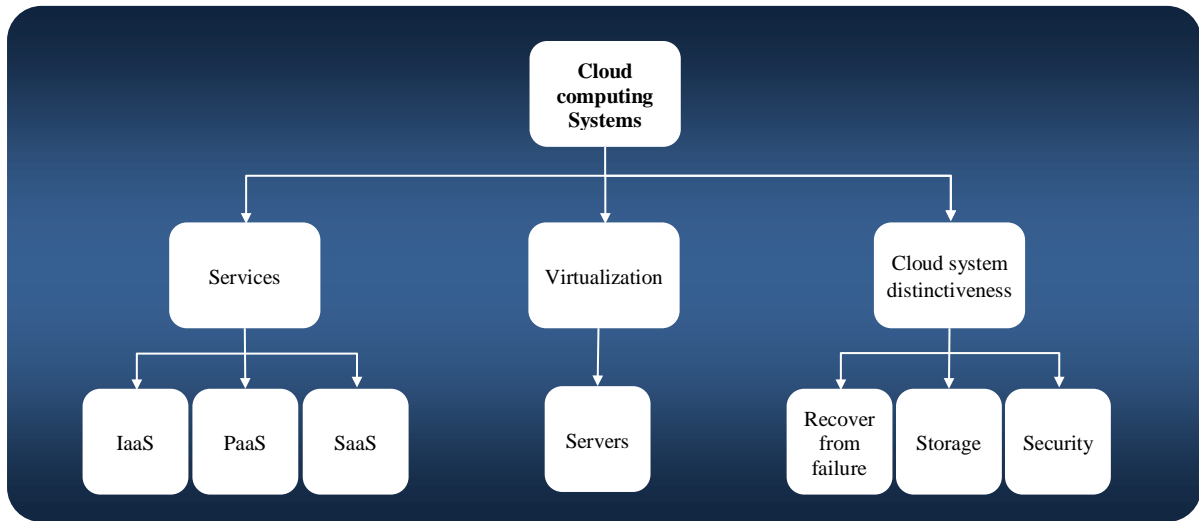 Cloud
computing
Systems
Services
Virtualization
Cloud system
distinctiveness
IaaS
PaaS
SaaS
Servers
Recover
from
failure
Storage
Security